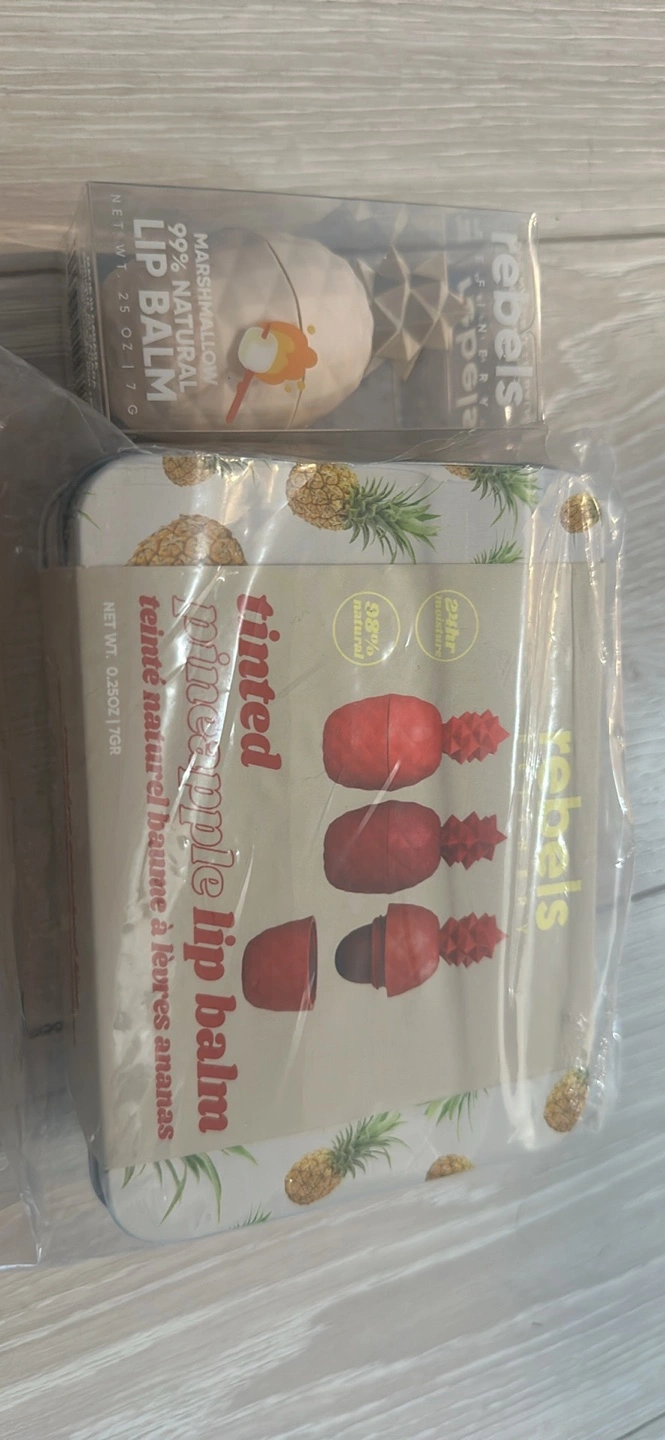 rebels
REFINERY
MARSHMALLOW
99% NATURAL
LIP BALM
NET WT. .25 OZ | 7 G
rebels
REFINERY
24hr
moisture
98%
natural
tinted
pineapple lip balm
teinté naturel baume à lèvres ananas
NET WT. 0.25OZ | 7GR